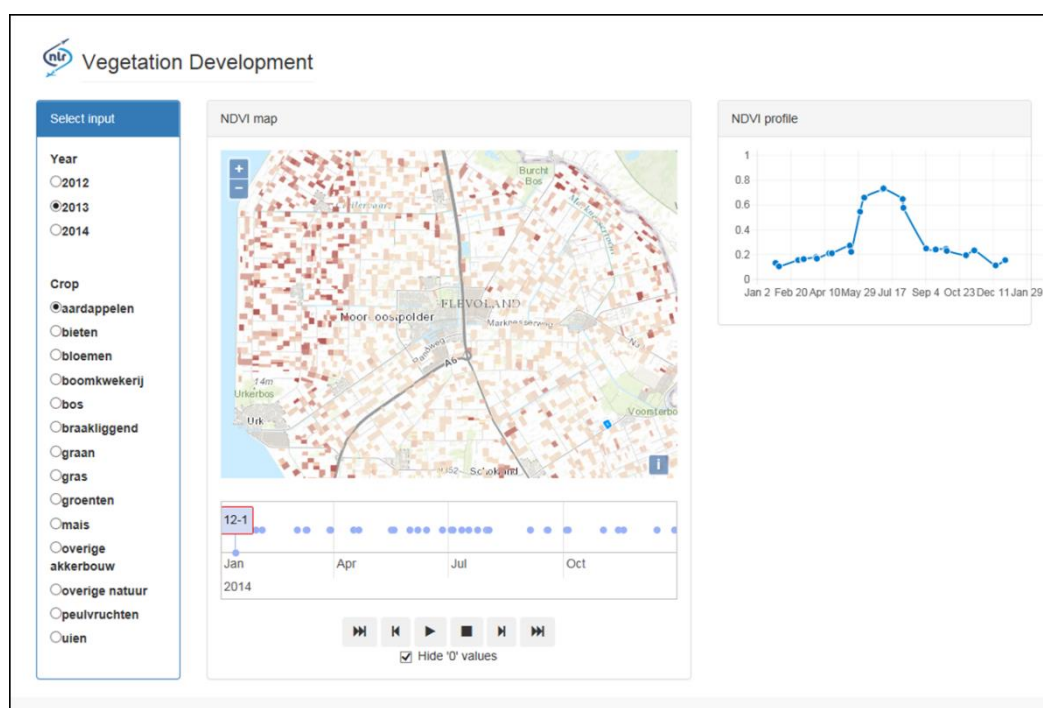 nlr Vegetation Development
Select input
Year
2012
2013
2014
Crop
aardappelen
bieten
bloemen
boomkwekerij
bos
braakliggend
graan
gras
groenten
mais
overige
akkerbouw
overige natuur
peulvruchten
uien
NDVI map
+
−
Burcht
Bos
FLEVOLAND
Noordoostpolder
Marknesserweg
A6
14m
Urkerbos
Urk
Schokland
i
12-1
Jan Apr Jul Oct
2014
Hide '0' values
NDVI profile
1
0.8
0.6
0.4
0.2
0
Jan 2 Feb 20 Apr 10 May 29 Jul 17 Sep 4 Oct 23 Dec 11 Jan 29